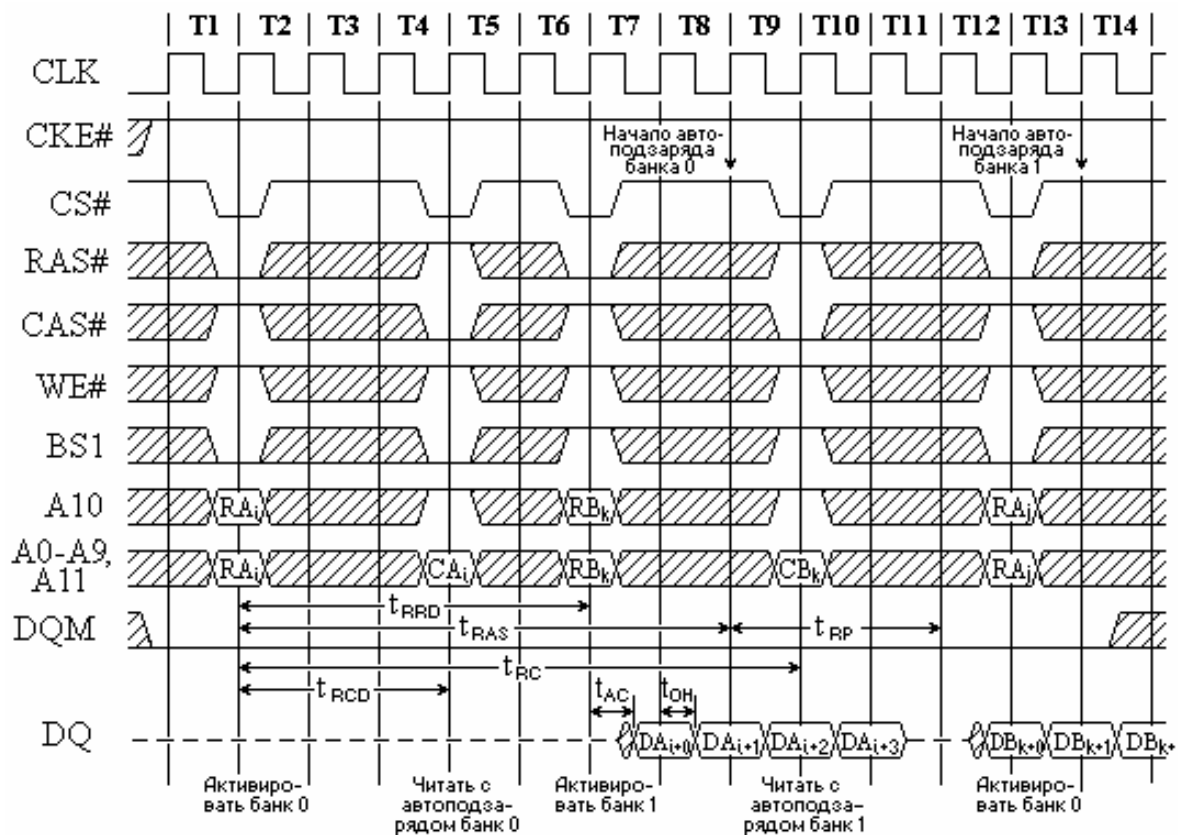 T1 T2 T3 T4 T5 T6 T7 T8 T9 T10 T11 T12 T13 T14
CLK
CKE#
Начало авто-
подзаряда
банка 0
Начало авто-
подзаряда
банка 1
CS#
RAS#
CAS#
WE#
BS1
A10
RAi RBk RAj
A0-A9,
A11
RAi CAi RBk CBk RAj
DQM
tRRD
tRAS tRP
tRC
tRCD tAC tOH
DQ
DAi+0 DAi+1 DAi+2 DAi+3 DBk+0 DBk+1 DBk+
Активиро-
вать банк 0
Читать с
автоподза-
рядом банк 0
Активиро-
вать банк 1
Читать с
автоподза-
рядом банк 1
Активиро-
вать банк 0